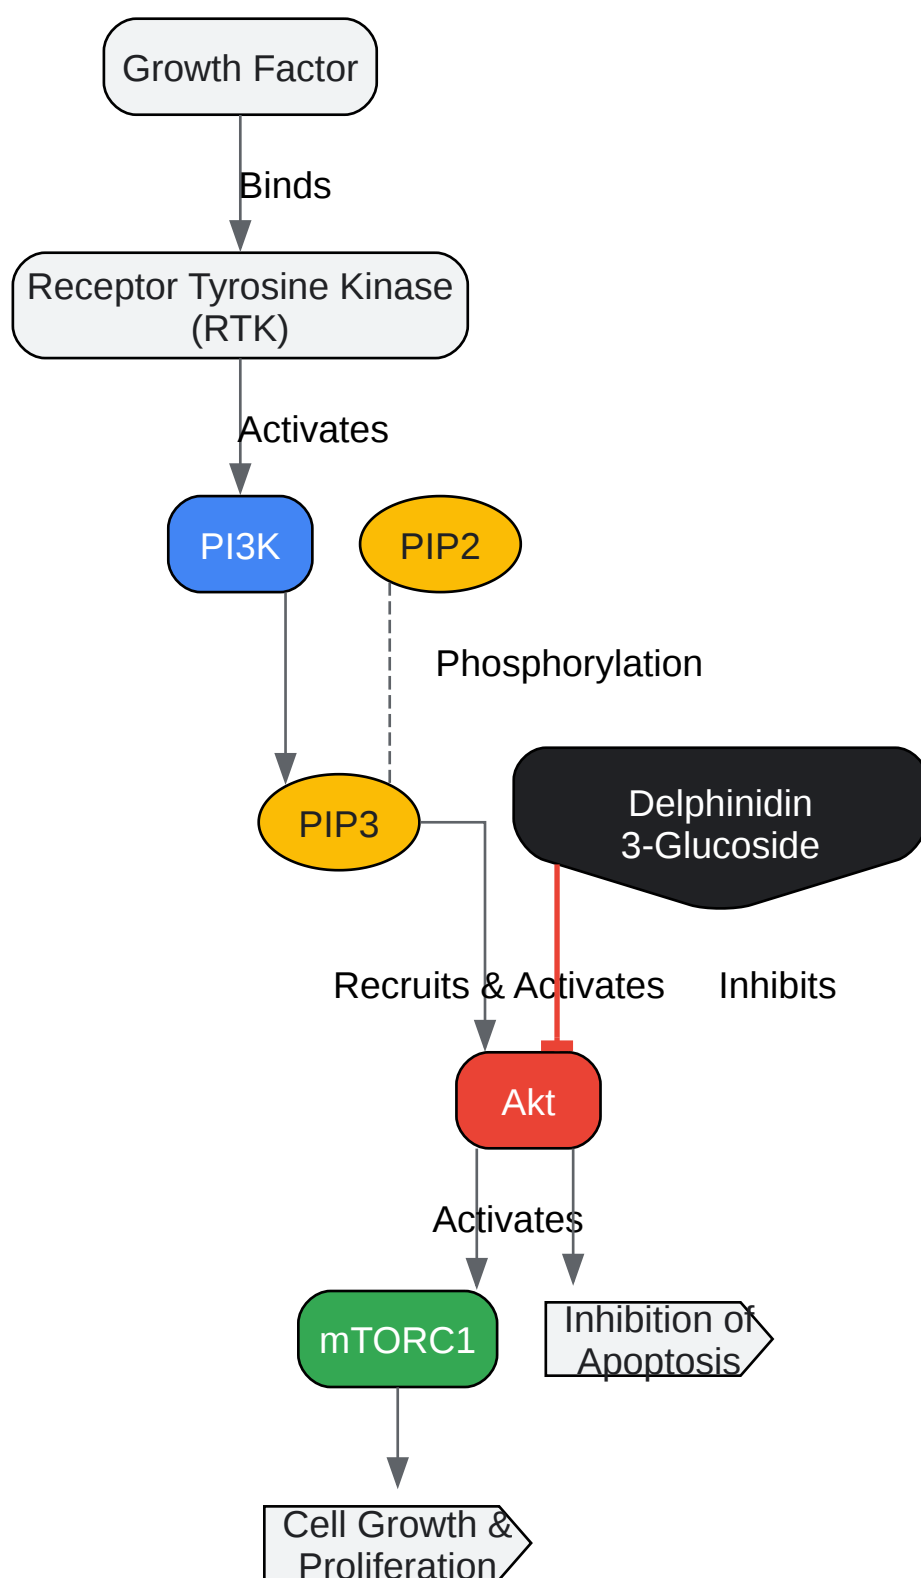 Growth Factor
Binds
Receptor Tyrosine Kinase
(RTK)
Activates
PI3K
PIP2
Phosphorylation
PIP3
Delphinidin
3-Glucoside
Recruits & Activates
Inhibits
Akt
Activates
mTORC1
Inhibition of
Apoptosis
Cell Growth &
Proliferation